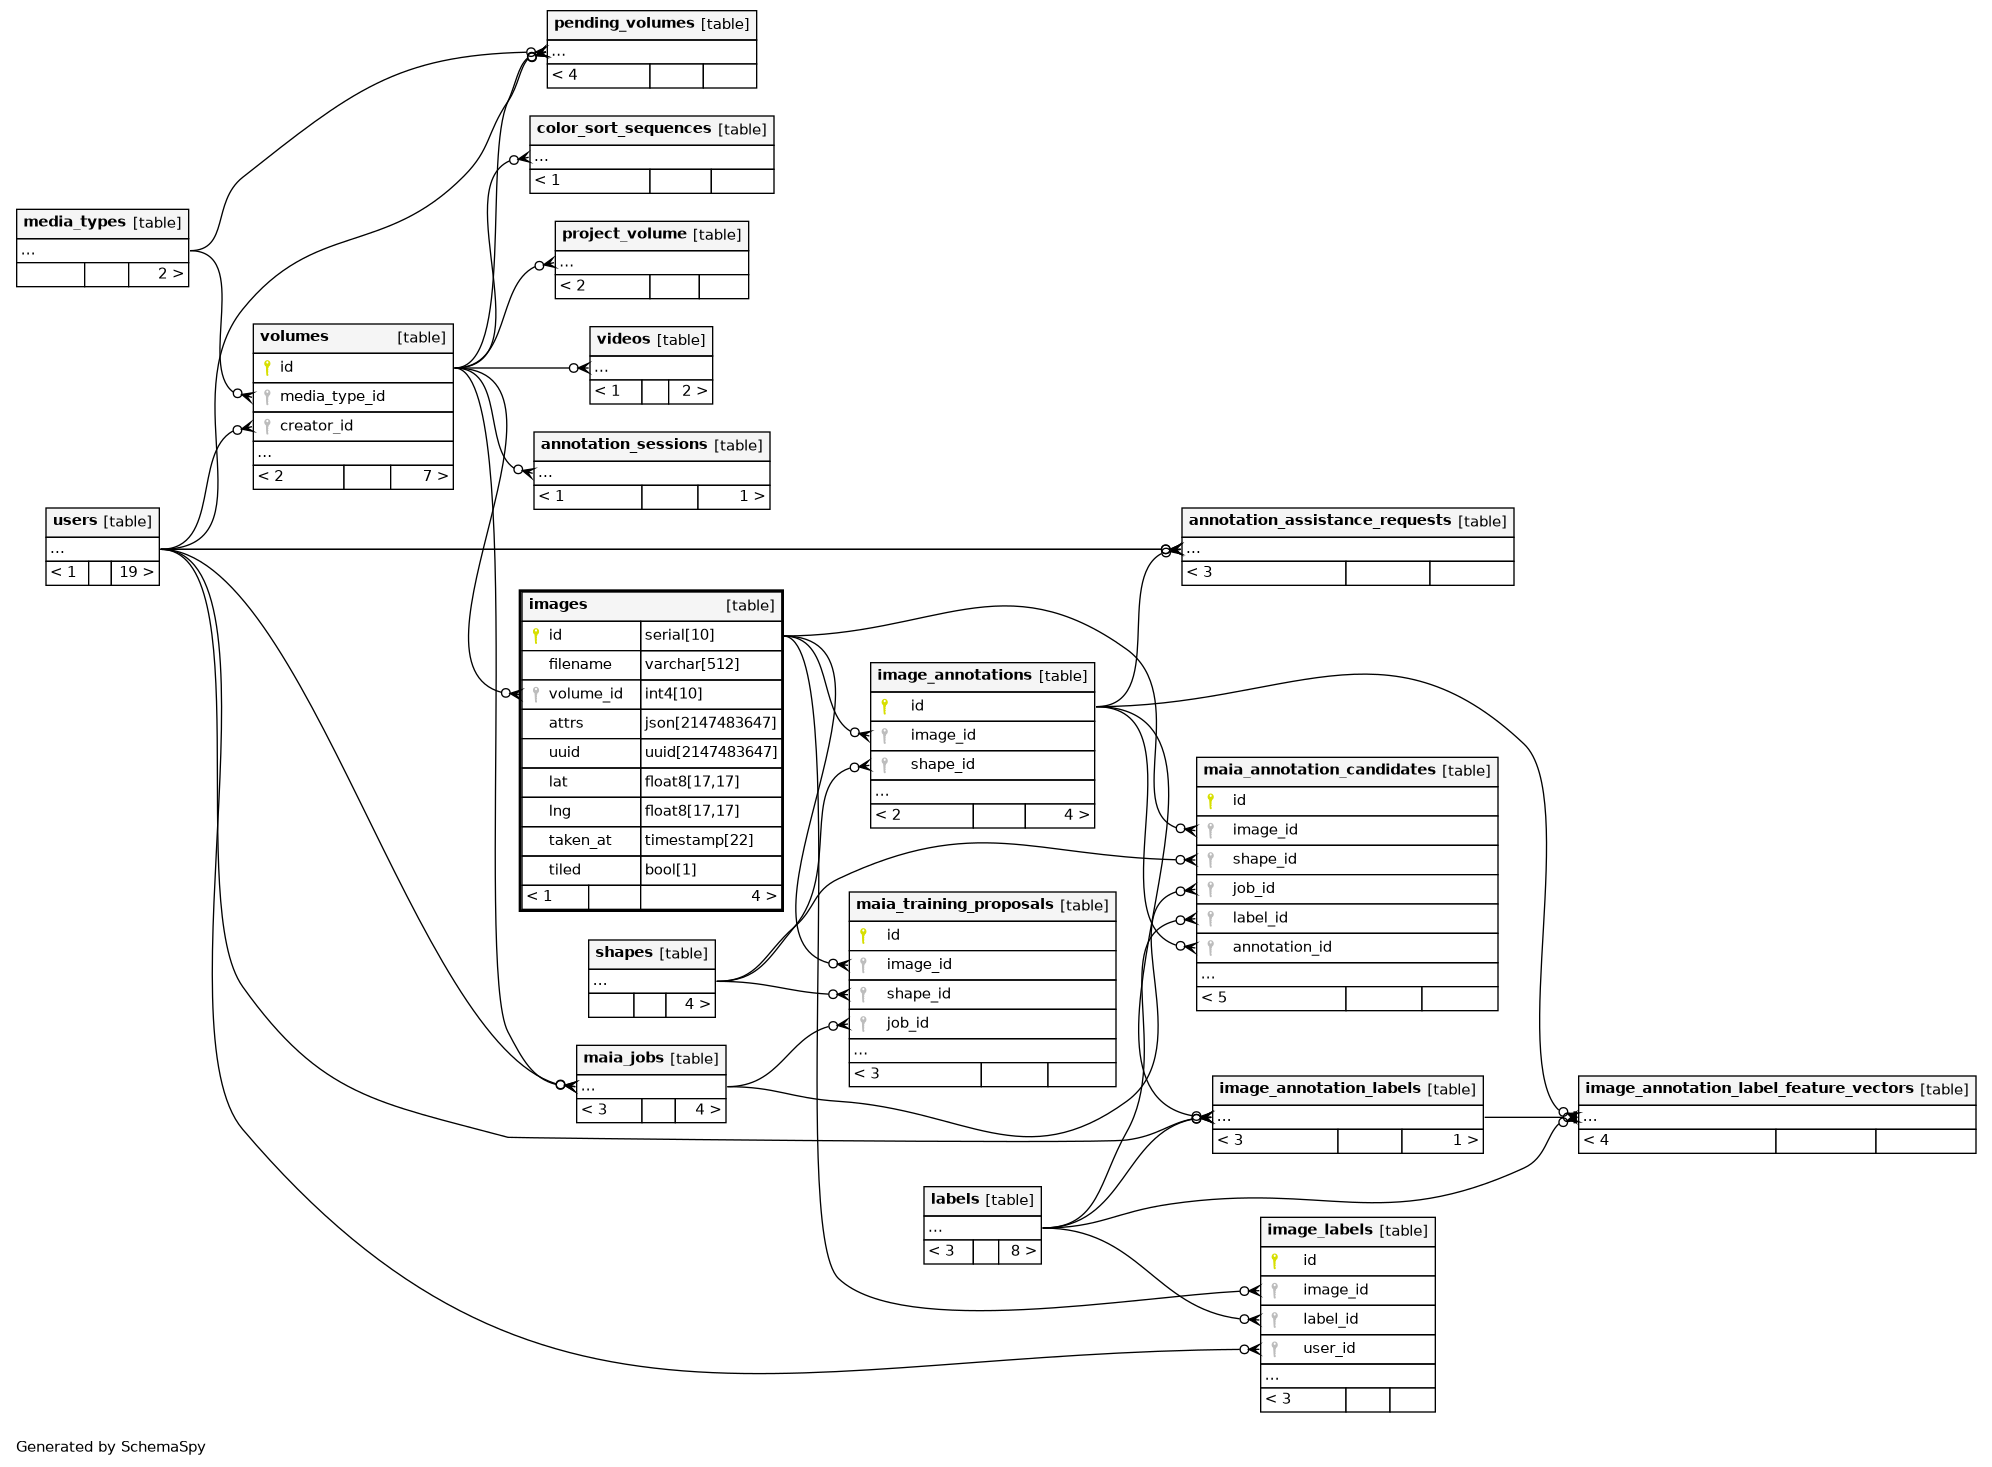 pending_volumes [table]
...
< 4
color_sort_sequences [table]
...
< 1
project_volume [table]
...
< 2
media_types [table]
...
2 >
volumes [table]
id
media_type_id
creator_id
...
< 2 7 >
videos [table]
...
< 1 2 >
annotation_sessions [table]
...
< 1 1 >
users [table]
...
< 1 19 >
annotation_assistance_requests [table]
...
< 3
images [table]
id serial[10]
filename varchar[512]
volume_id int4[10]
attrs json[2147483647]
uuid uuid[2147483647]
lat float8[17,17]
lng float8[17,17]
taken_at timestamp[22]
tiled bool[1]
< 1 4 >
image_annotations [table]
id
image_id
shape_id
...
< 2 4 >
maia_annotation_candidates [table]
id
image_id
shape_id
job_id
label_id
annotation_id
...
< 5
maia_training_proposals [table]
id
image_id
shape_id
job_id
...
< 3
shapes [table]
...
4 >
maia_jobs [table]
...
< 3 4 >
image_annotation_labels [table]
...
< 3 1 >
image_annotation_label_feature_vectors [table]
...
< 4
labels [table]
...
< 3 8 >
image_labels [table]
id
image_id
label_id
user_id
...
< 3
Generated by SchemaSpy